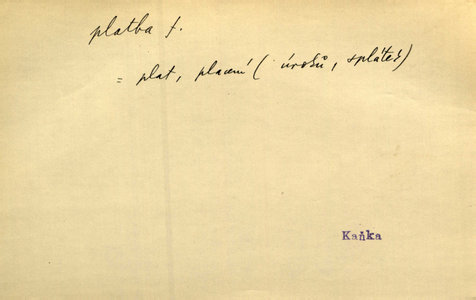 platba f.
= plat, placení (úroků, splátek)
Kaňka